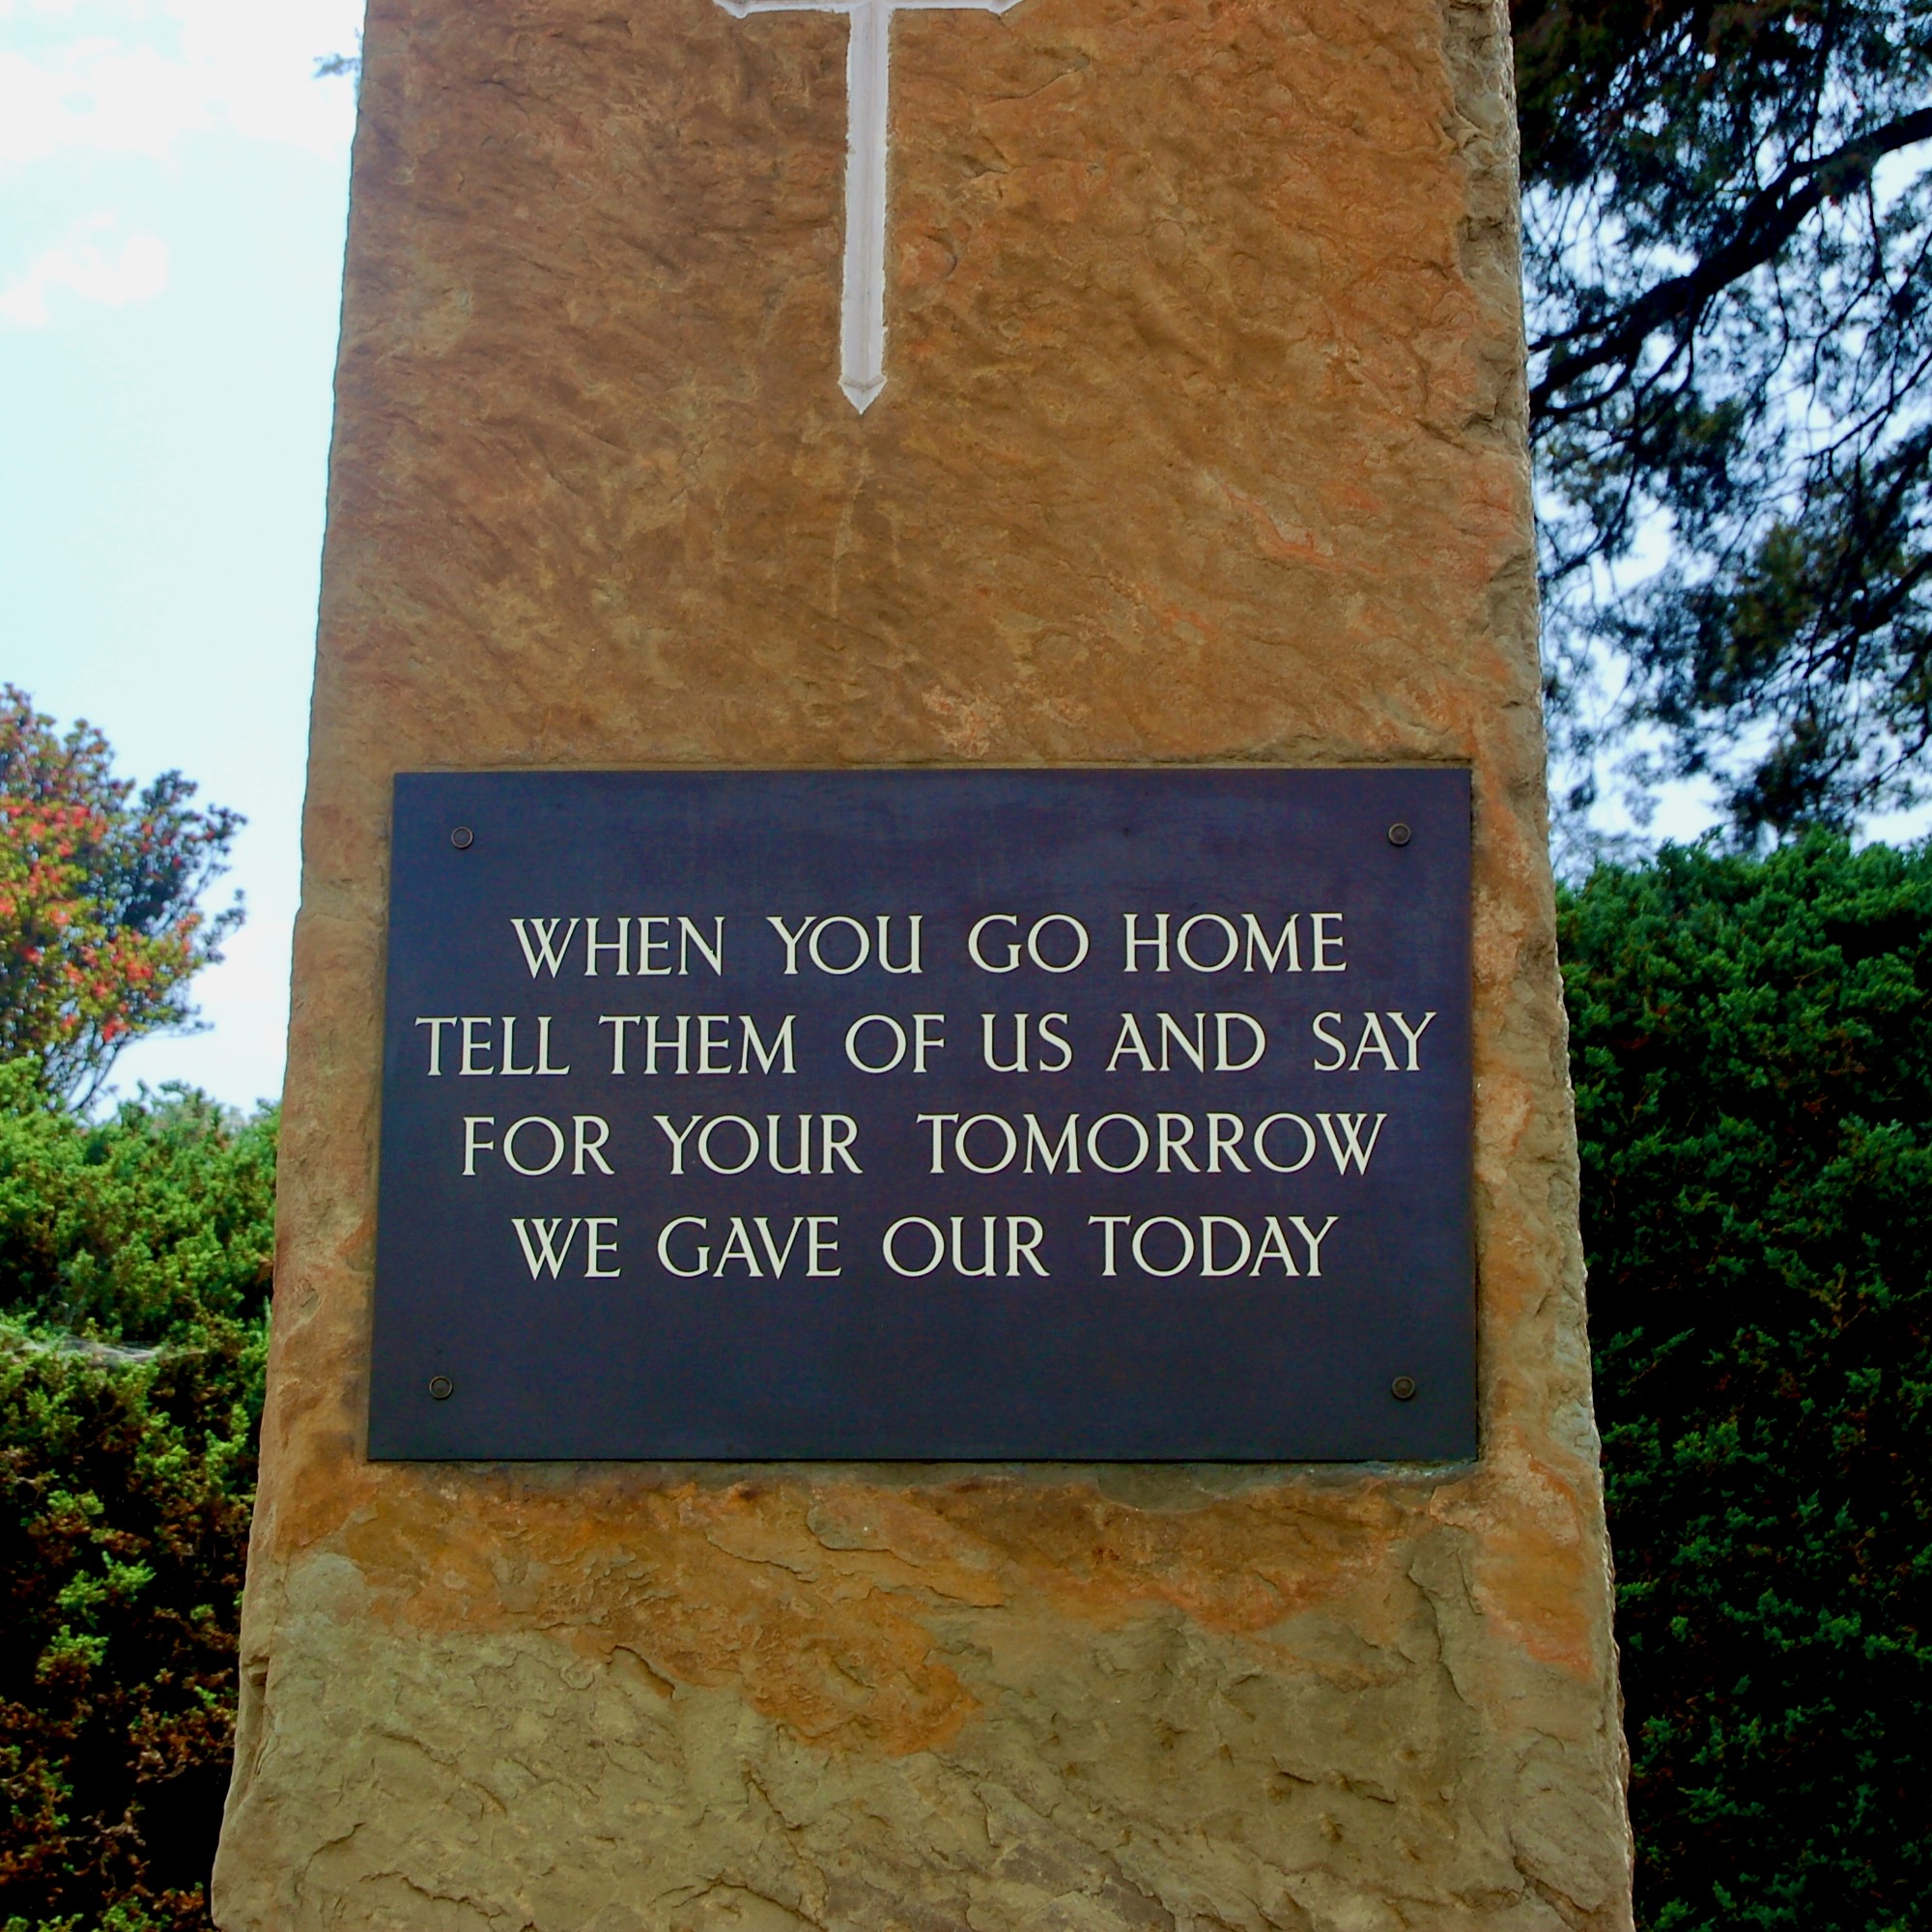 WHEN YOU GO HOME
TELL THEM OF US AND SAY
FOR YOUR TOMORROW
WE GAVE OUR TODAY